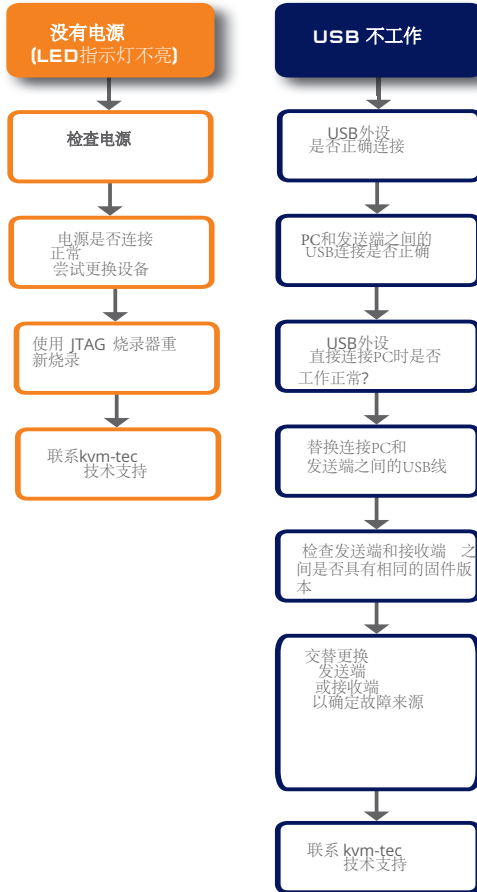 没有电源
(LED指示灯不亮)
检查电源
电源是否连接
正常
尝试更换设备
使用 JTAG 烧录器重
新烧录
联系kvm-tec
技术支持
USB 不工作
USB外设
是否正确连接
PC和发送端之间的
USB连接是否正确
USB外设
直接连接PC时是否
工作正常?
替换连接PC和
发送端之间的USB线
检查发送端和接收端 之
间是否具有相同的固件版
本
交替更换
发送端
或接收端
以确定故障来源
联系 kvm-tec
技术支持